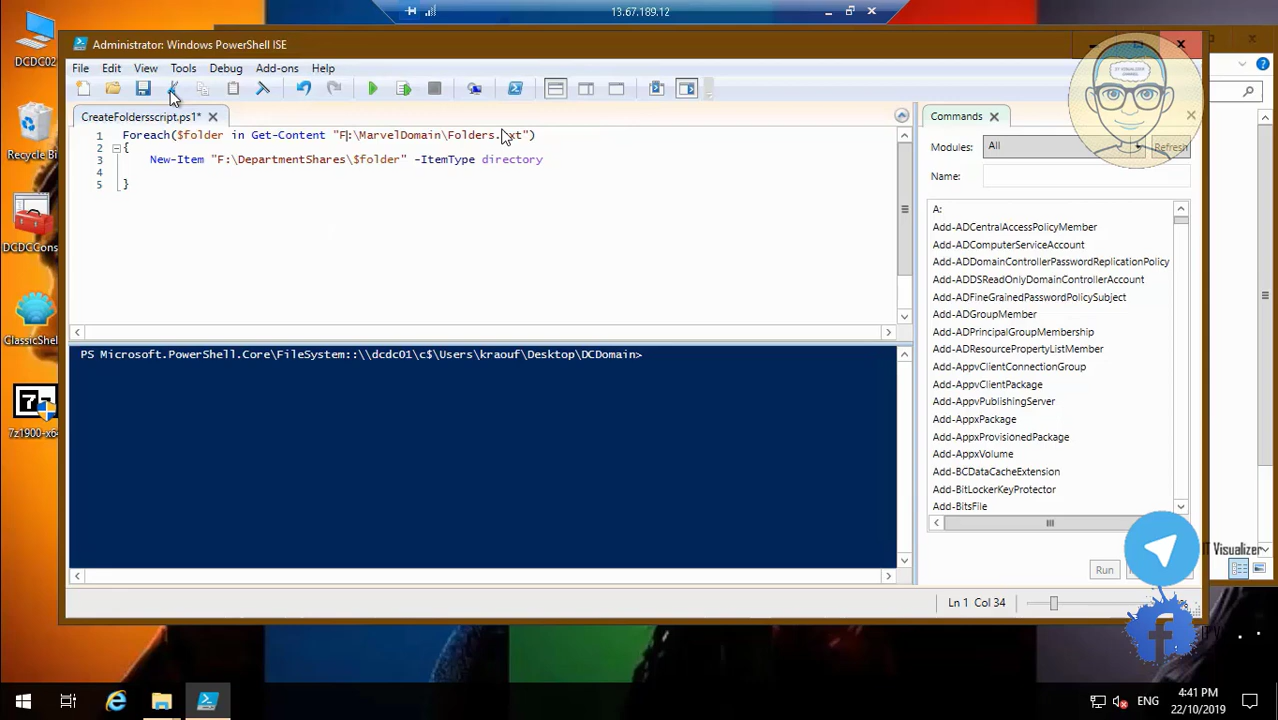 13.67.189.12
DCDC02
Recycle Bi
DCDCCons
ClassicShel
7z1900-x6
Administrator: Windows PowerShell ISE
File Edit View Tools Debug Add-ons Help
CreateFoldersscript.ps1*
1 Foreach($folder in Get-Content "F:\MarvelDomain\Folders.txt")
2 {
3 New-Item "F:\DepartmentShares\$folder" -ItemType directory
4
5 }
PS Microsoft.PowerShell.Core\FileSystem::\\dcdc01\c$\Users\kraouf\Desktop\DCDomain>
Commands
Modules: All Refresh
Name:
A:
Add-ADCentralAccessPolicyMember
Add-ADComputerServiceAccount
Add-ADDomainControllerPasswordReplicationPolicy
Add-ADDSReadOnlyDomainControllerAccount
Add-ADFineGrainedPasswordPolicySubject
Add-ADGroupMember
Add-ADPrincipalGroupMembership
Add-ADResourcePropertyListMember
Add-AppvClientConnectionGroup
Add-AppvClientPackage
Add-AppvPublishingServer
Add-AppxPackage
Add-AppxProvisionedPackage
Add-AppxVolume
Add-BCDataCacheExtension
Add-BitLockerKeyProtector
Add-BitsFile
Run
IT Visualizer
Ln 1 Col 34
ENG
4:41 PM
22/10/2019